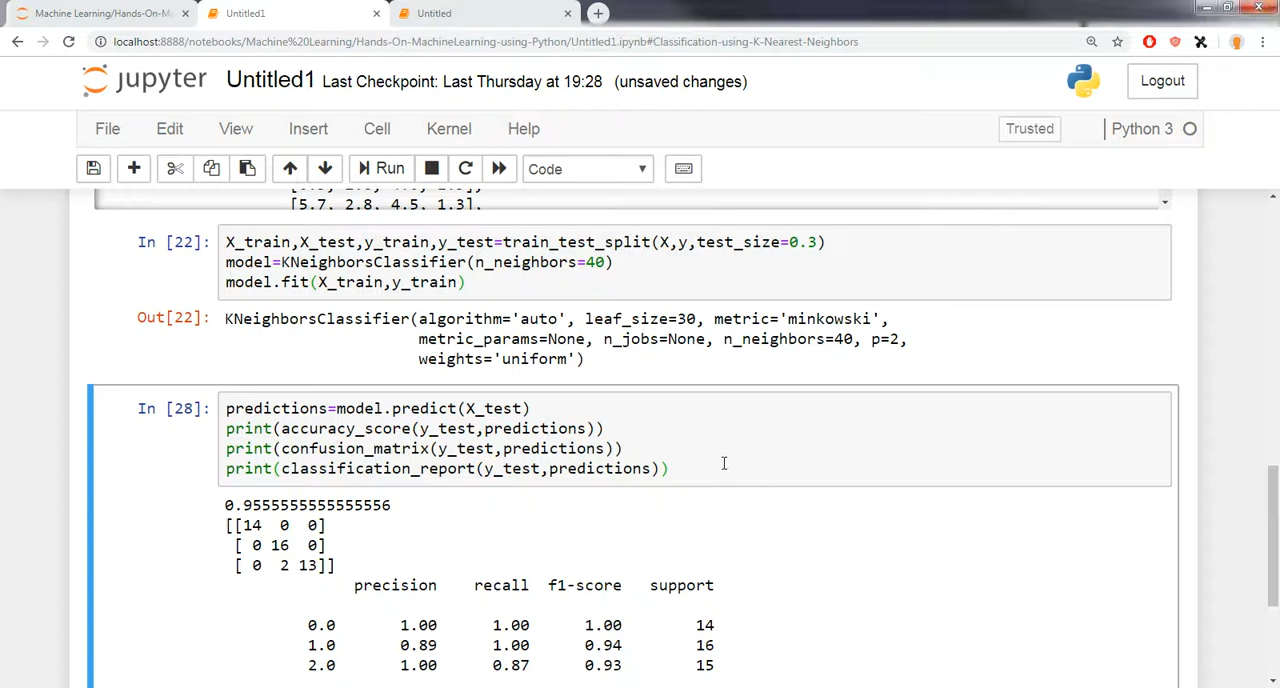 Machine Learning/Hands-On-Ma
Untitled1
Untitled
localhost:8888/notebooks/Machine%20Learning/Hands-On-MachineLearning-using-Python/Untitled1.ipynb#Classification-using-K-Nearest-Neighbors
jupyter Untitled1 Last Checkpoint: Last Thursday at 19:28 (unsaved changes)
Logout
File Edit View Insert Cell Kernel Help
Trusted
Python 3
Run
Code
[5.7, 2.8, 4.5, 1.3],
In [22]:
X_train,X_test,y_train,y_test=train_test_split(X,y,test_size=0.3)
model=KNeighborsClassifier(n_neighbors=40)
model.fit(X_train,y_train)
Out[22]:
KNeighborsClassifier(algorithm='auto', leaf_size=30, metric='minkowski',
metric_params=None, n_jobs=None, n_neighbors=40, p=2,
weights='uniform')
In [28]:
predictions=model.predict(X_test)
print(accuracy_score(y_test,predictions))
print(confusion_matrix(y_test,predictions))
print(classification_report(y_test,predictions))
0.9555555555555556
[[14 0 0]
[ 0 16 0]
[ 0 2 13]]
precision recall f1-score support
0.0 1.00 1.00 1.00 14
1.0 0.89 1.00 0.94 16
2.0 1.00 0.87 0.93 15